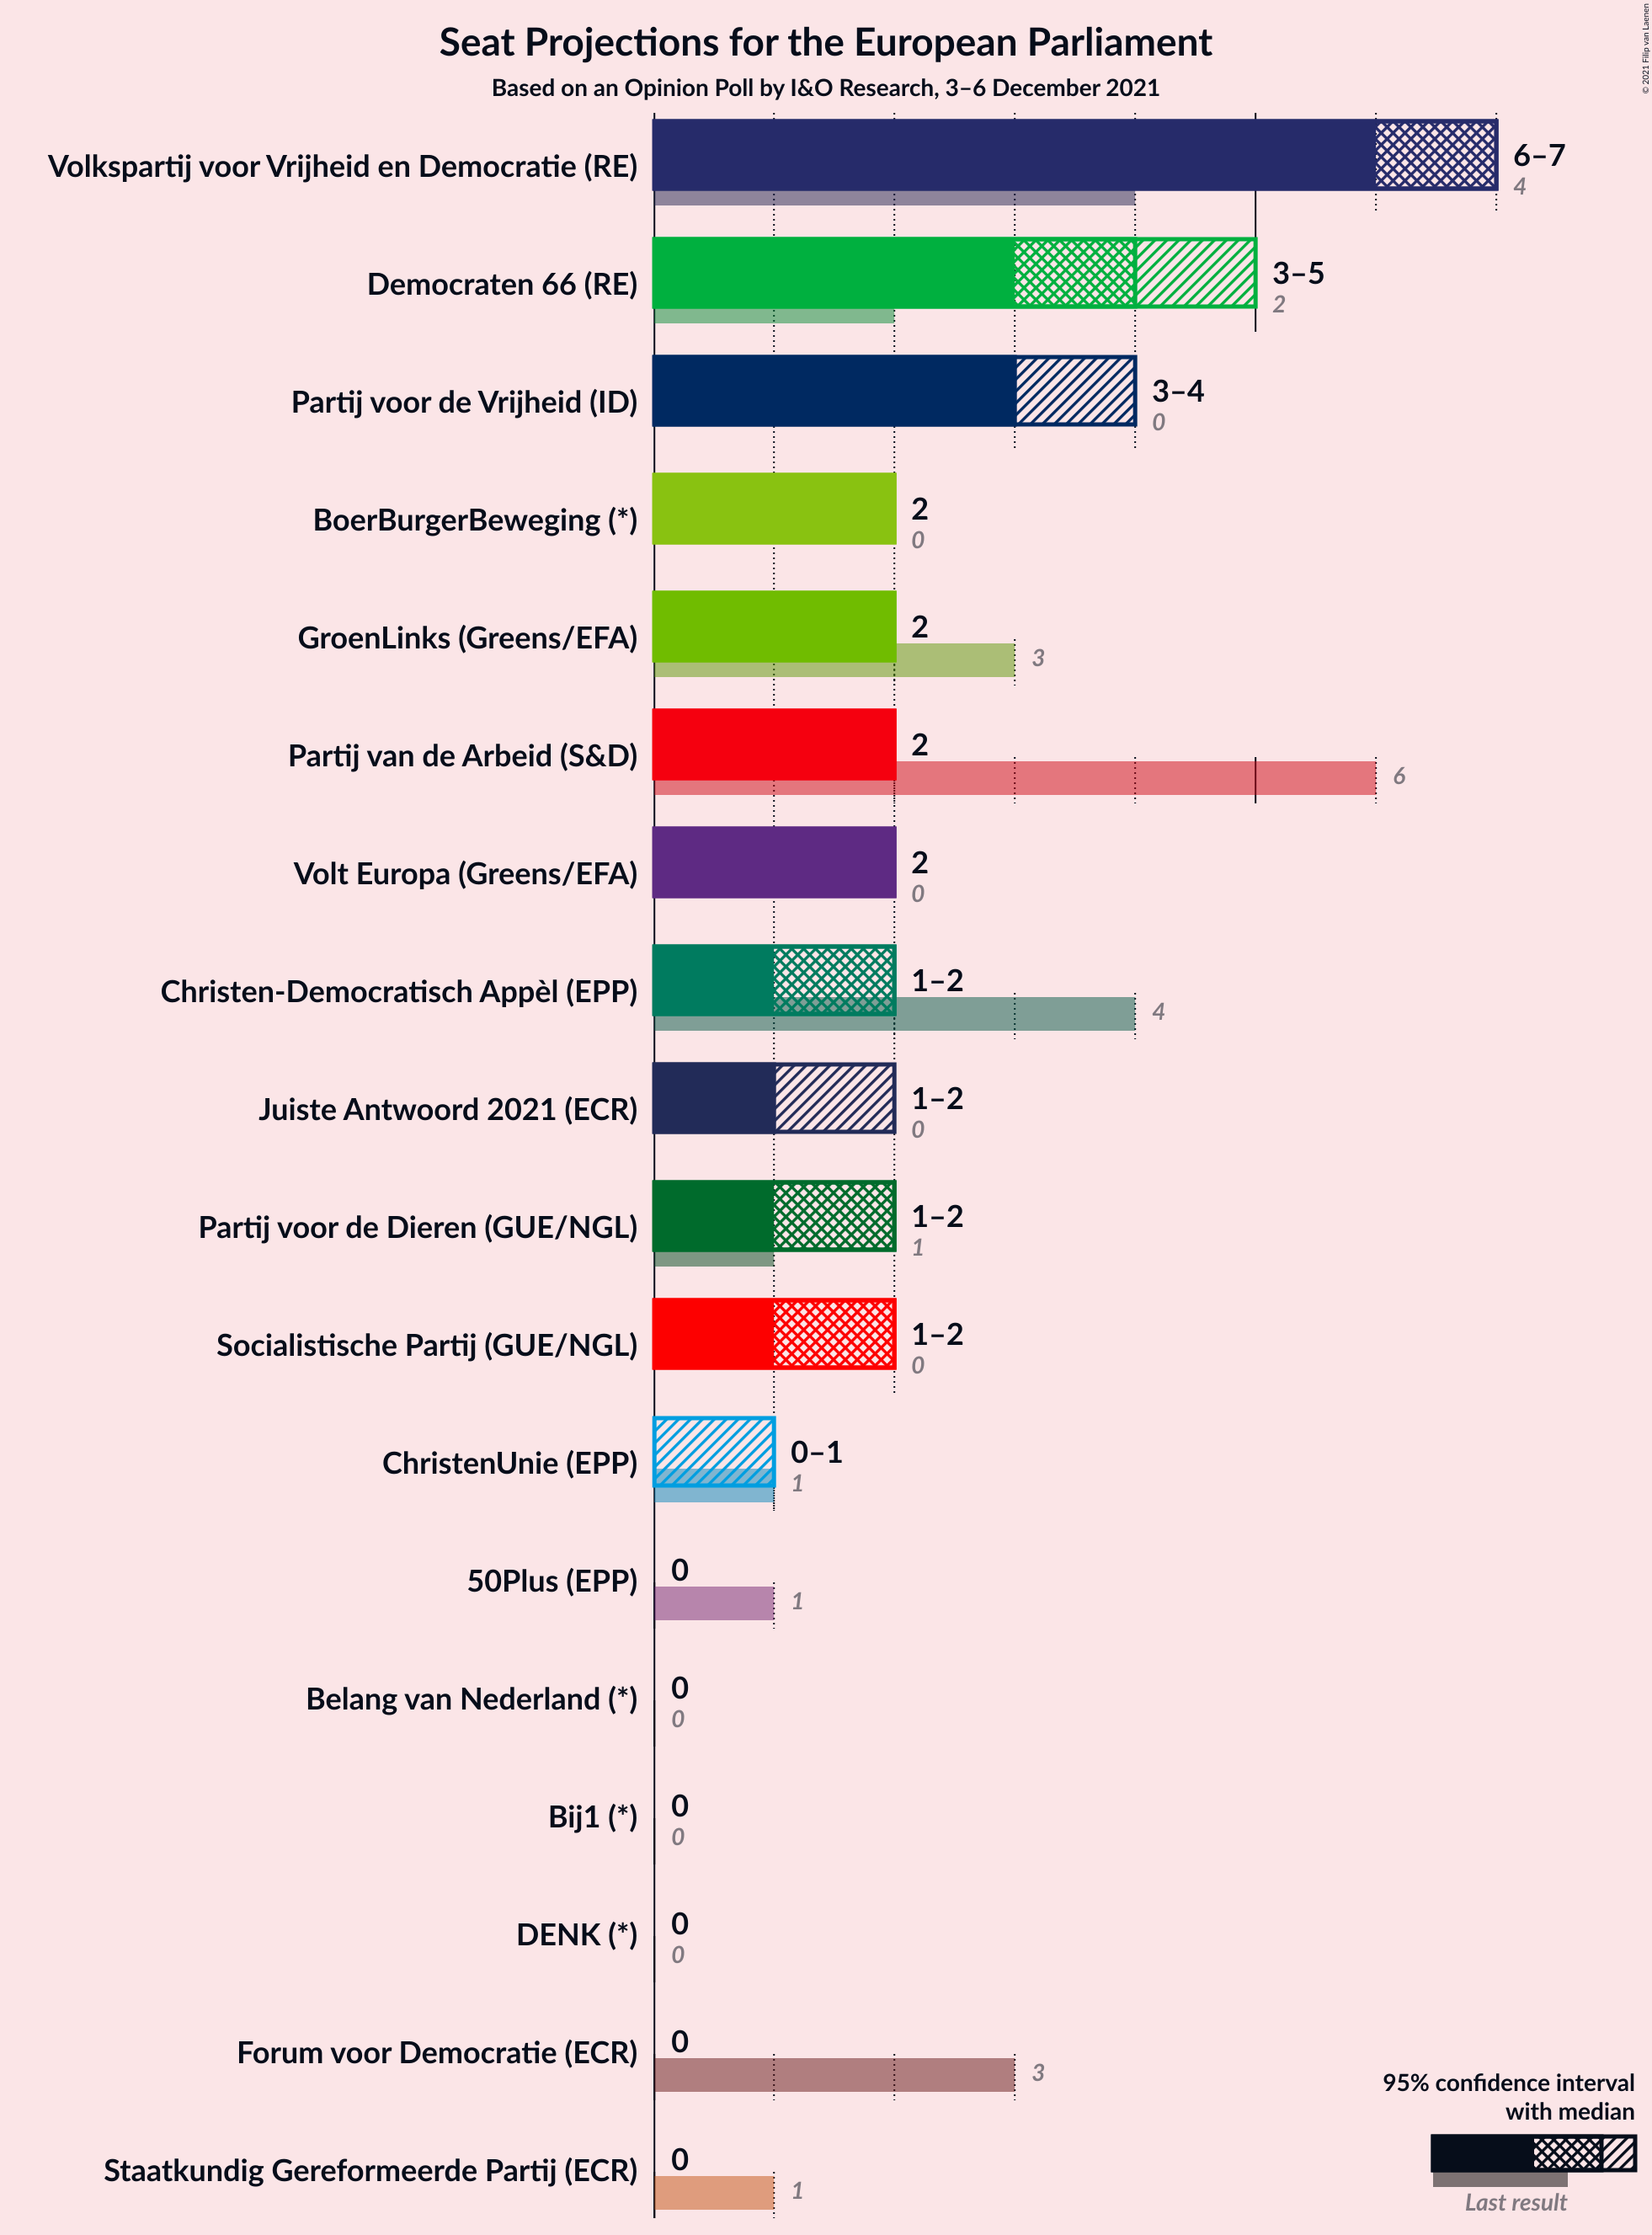 Seat Projections for the European Parliament
Based on an Opinion Poll by I&O Research, 3–6 December 2021
© 2021 Filip van Laenen
Volkspartij voor Vrijheid en Democratie (RE)
6–7
4
Democraten 66 (RE)
3–5
2
Partij voor de Vrijheid (ID)
3–4
0
BoerBurgerBeweging (*)
2
0
GroenLinks (Greens/EFA)
2
3
Partij van de Arbeid (S&D)
2
6
Volt Europa (Greens/EFA)
2
0
Christen-Democratisch Appèl (EPP)
1–2
4
Juiste Antwoord 2021 (ECR)
1–2
0
Partij voor de Dieren (GUE/NGL)
1–2
1
Socialistische Partij (GUE/NGL)
1–2
0
ChristenUnie (EPP)
0–1
1
50Plus (EPP)
0
1
Belang van Nederland (*)
0
0
Bij1 (*)
0
0
DENK (*)
0
0
Forum voor Democratie (ECR)
0
3
Staatkundig Gereformeerde Partij (ECR)
0
1
95% confidence interval
with median
Last result